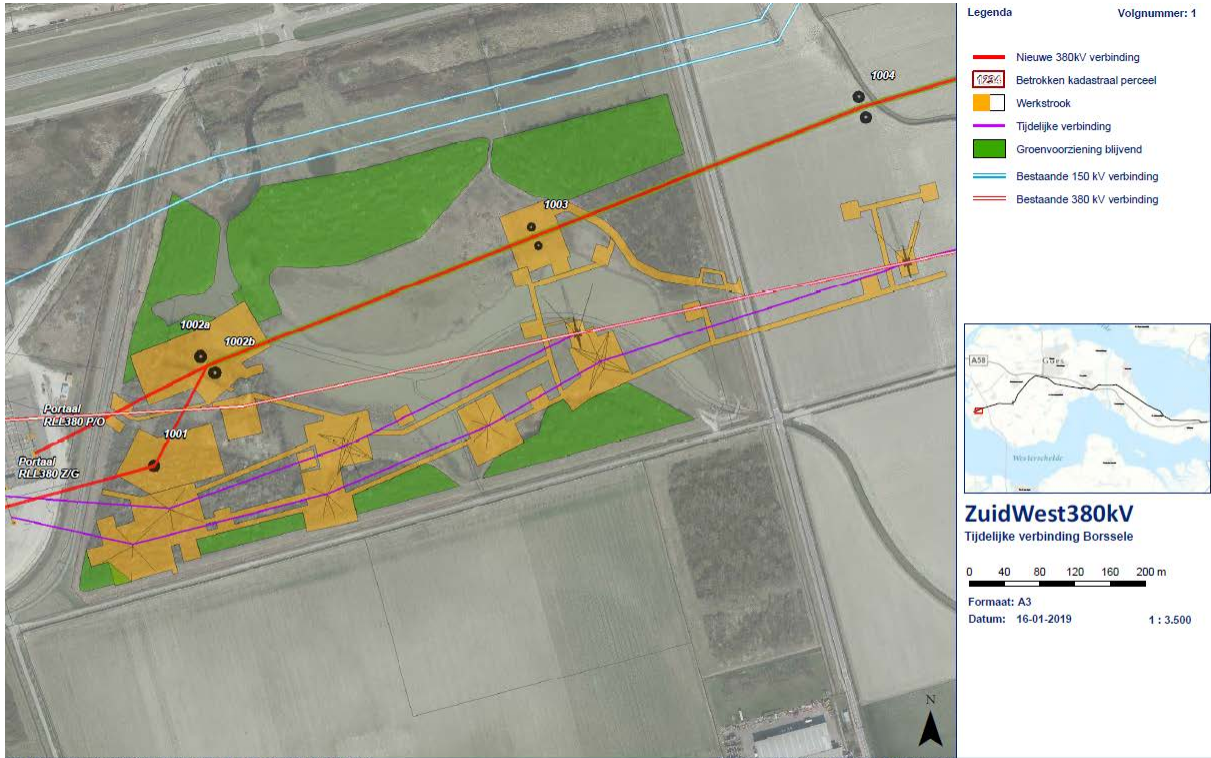 1004
1003
1002a
1002b
Portaal
RLL380 P/O
1001
Portaal
RLL380 Z/G
N
Legenda
Volgnummer: 1
Nieuwe 380kV verbinding
1234
Betrokken kadastraal perceel
Werkstrook
Tijdelijke verbinding
Groenvoorziening blijvend
Bestaande 150 kV verbinding
Bestaande 380 kV verbinding
A58
Goes
Westerschelde
ZuidWest380kV
Tijdelijke verbinding Borssele
0 40 80 120 160 200 m
Formaat: A3
Datum: 16-01-2019
1 : 3.500